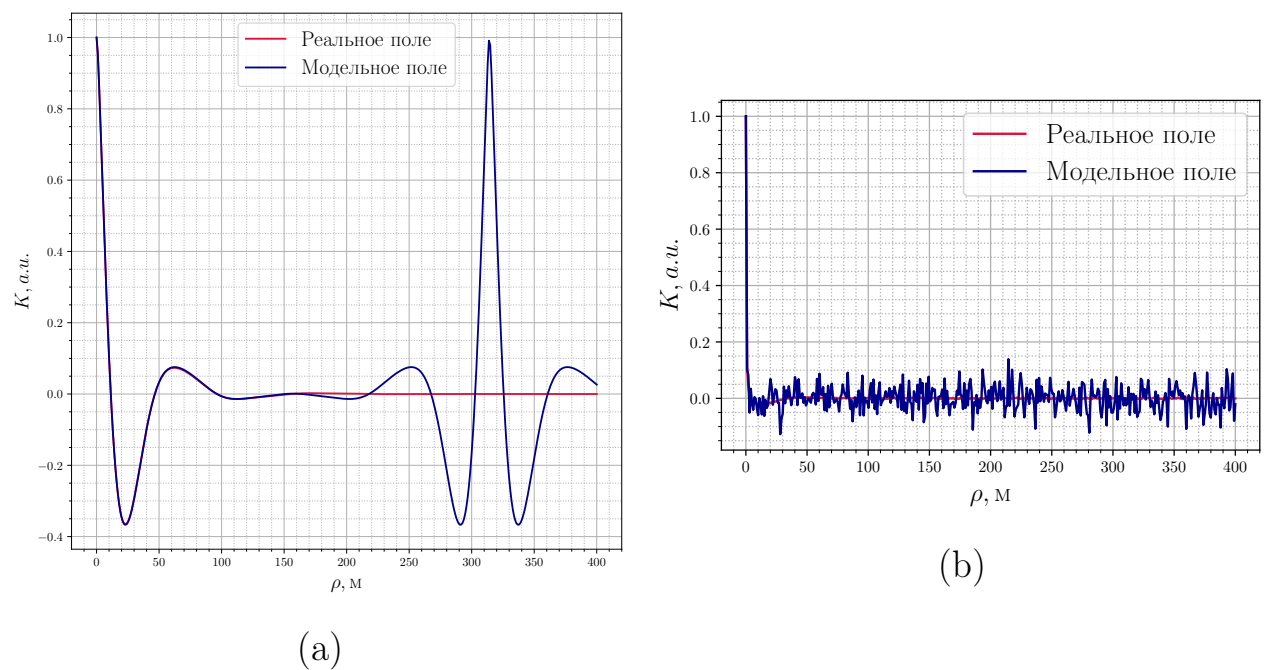 Реальное поле
Модельное поле
1.0
0.8
0.6
0.4
0.2
0.0
−0.2
−0.4
K, a.u.
0 50 100 150 200 250 300 350 400
ρ, м
(a)
Реальное поле
Модельное поле
1.0
0.8
0.6
0.4
0.2
0.0
K, a.u.
0 50 100 150 200 250 300 350 400
ρ, м
(b)